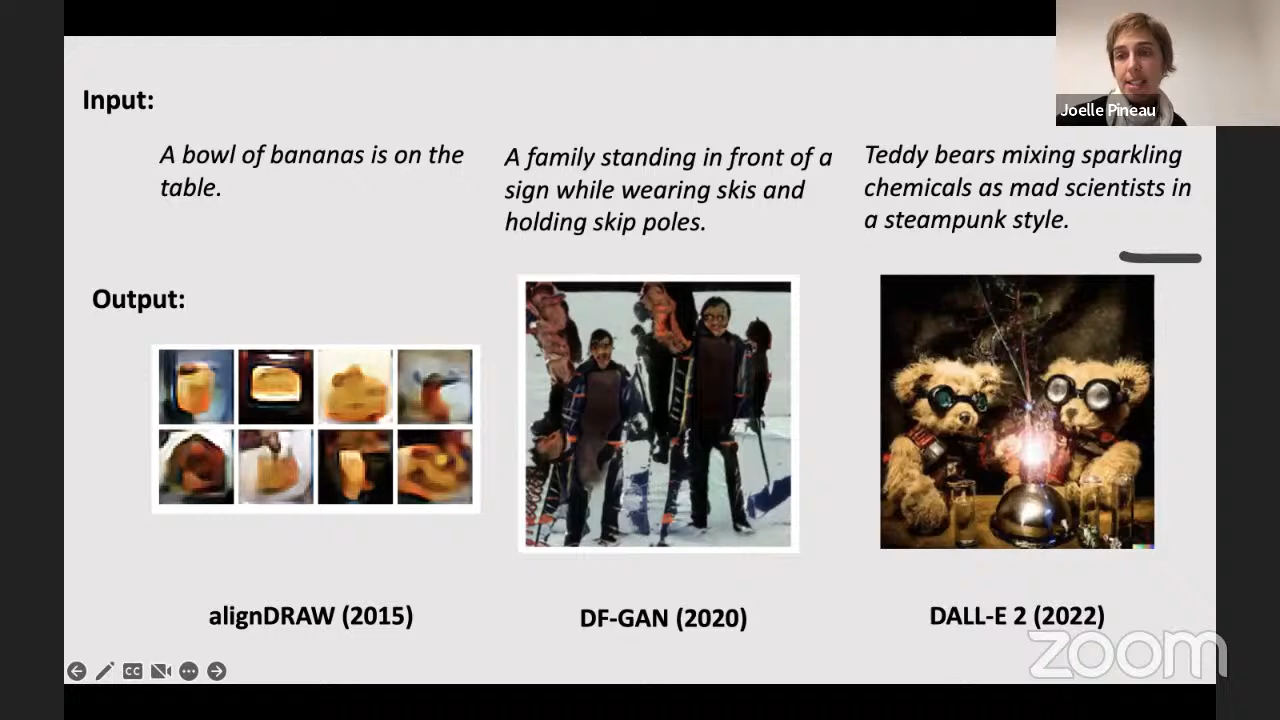 Input:
Joelle Pineau
A bowl of bananas is on the
table.
A family standing in front of a
sign while wearing skis and
holding skip poles.
Teddy bears mixing sparkling
chemicals as mad scientists in
a steampunk style.
Output:
alignDRAW (2015)
DF-GAN (2020)
DALL-E 2 (2022)
CC
zoom